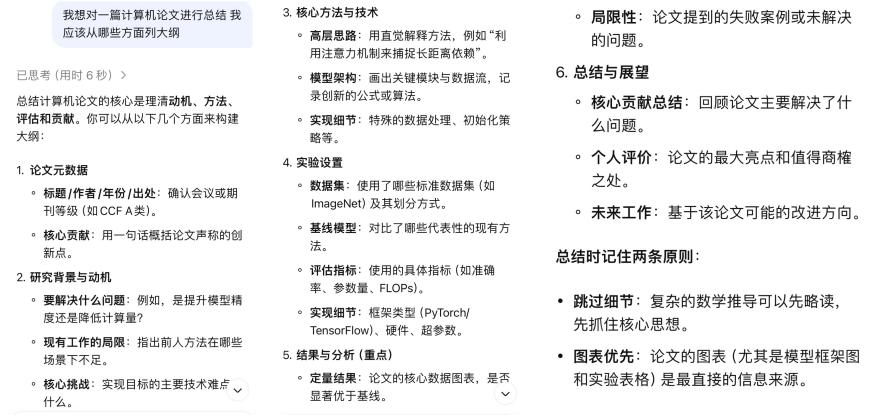 我想对一篇计算机论文进行总结 我
应该从哪些方面列大纲
已思考（用时 6 秒）
总结计算机论文的核心是理清动机、方法、
评估和贡献。你可以从以下几个方面来构建
大纲：
1. 论文元数据
标题/作者/年份/出处：确认会议或期
刊等级（如CCF A类）。
核心贡献：用一句话概括论文声称的创
新点。
2. 研究背景与动机
要解决什么问题：例如，是提升模型精
度还是降低计算量？
现有工作的局限：指出前人方法在哪些
场景下不足。
核心挑战：实现目标的主要技术难点
什么。
3. 核心方法与技术
高层思路：用直觉解释方法，例如“利
用注意力机制来捕捉长距离依赖”。
模型架构：画出关键模块与数据流，记
录创新的公式或算法。
实现细节：特殊的数据处理、初始化策
略等。
4. 实验设置
数据集：使用了哪些标准数据集（如
ImageNet）及其划分方式。
基线模型：对比了哪些代表性的现有方
法。
评估指标：使用的具体指标（如准确
率、参数量、FLOPs）。
实现细节：框架类型（PyTorch/
TensorFlow）、硬件、超参数。
5. 结果与分析（重点）
定量结果：论文的核心数据图表，是否
显著优于基线。
局限性：论文提到的失败案例或未解决
的问题。
6. 总结与展望
核心贡献总结：回顾论文主要解决了什
么问题。
个人评价：论文的最大亮点和值得商榷
之处。
未来工作：基于该论文可能的改进方向。
总结时记住两条原则：
跳过细节：复杂的数学推导可以先略读，
先抓住核心思想。
图表优先：论文的图表（尤其是模型框架图
和实验表格）是最直接的信息来源。